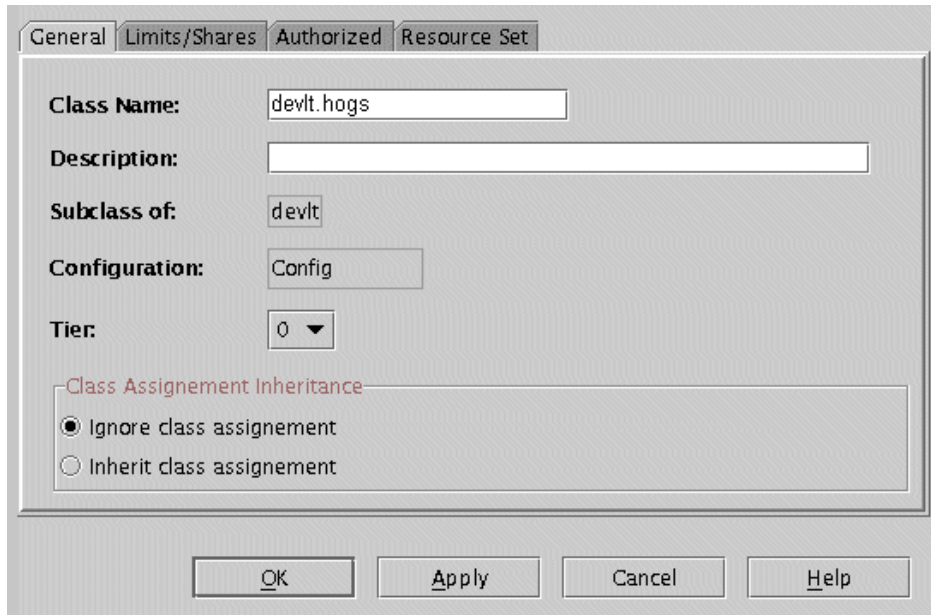 General Limits/Shares Authorized Resource Set
Class Name: devlt.hogs
Description:
Subclass of: devlt
Configuration: Config
Tier: 0
Class Assignement Inheritance
Ignore class assignement
Inherit class assignement
OK Apply Cancel Help